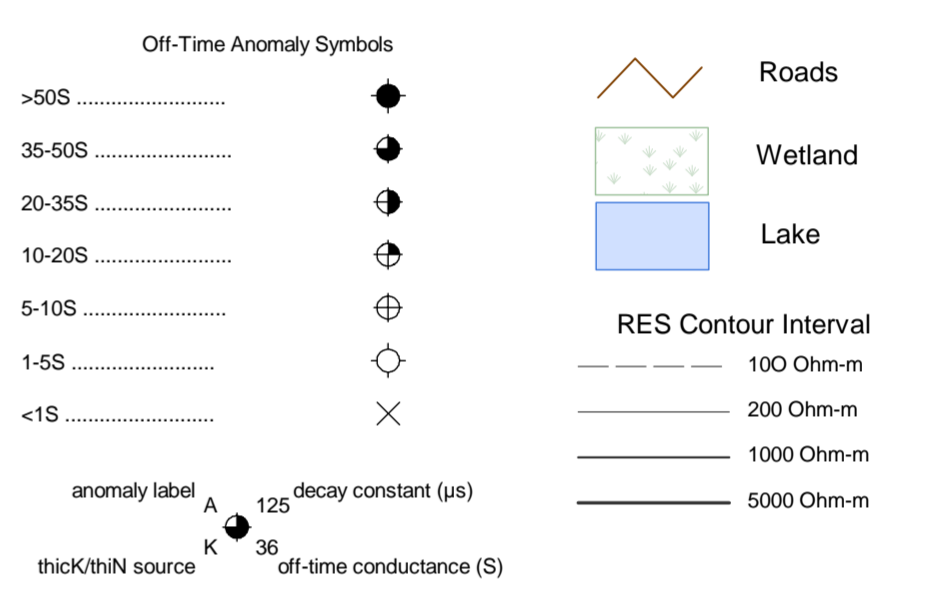 Off-Time Anomaly Symbols
>50S ..........................
35-50S ........................
20-35S ........................
10-20S ........................
5-10S .........................
1-5S ..........................
<1S ...........................
anomaly label
A
125
decay constant (µs)
K
36
thicK/thiN source
off-time conductance (S)
Roads
Wetland
Lake
RES Contour Interval
10O Ohm-m
200 Ohm-m
1000 Ohm-m
5000 Ohm-m